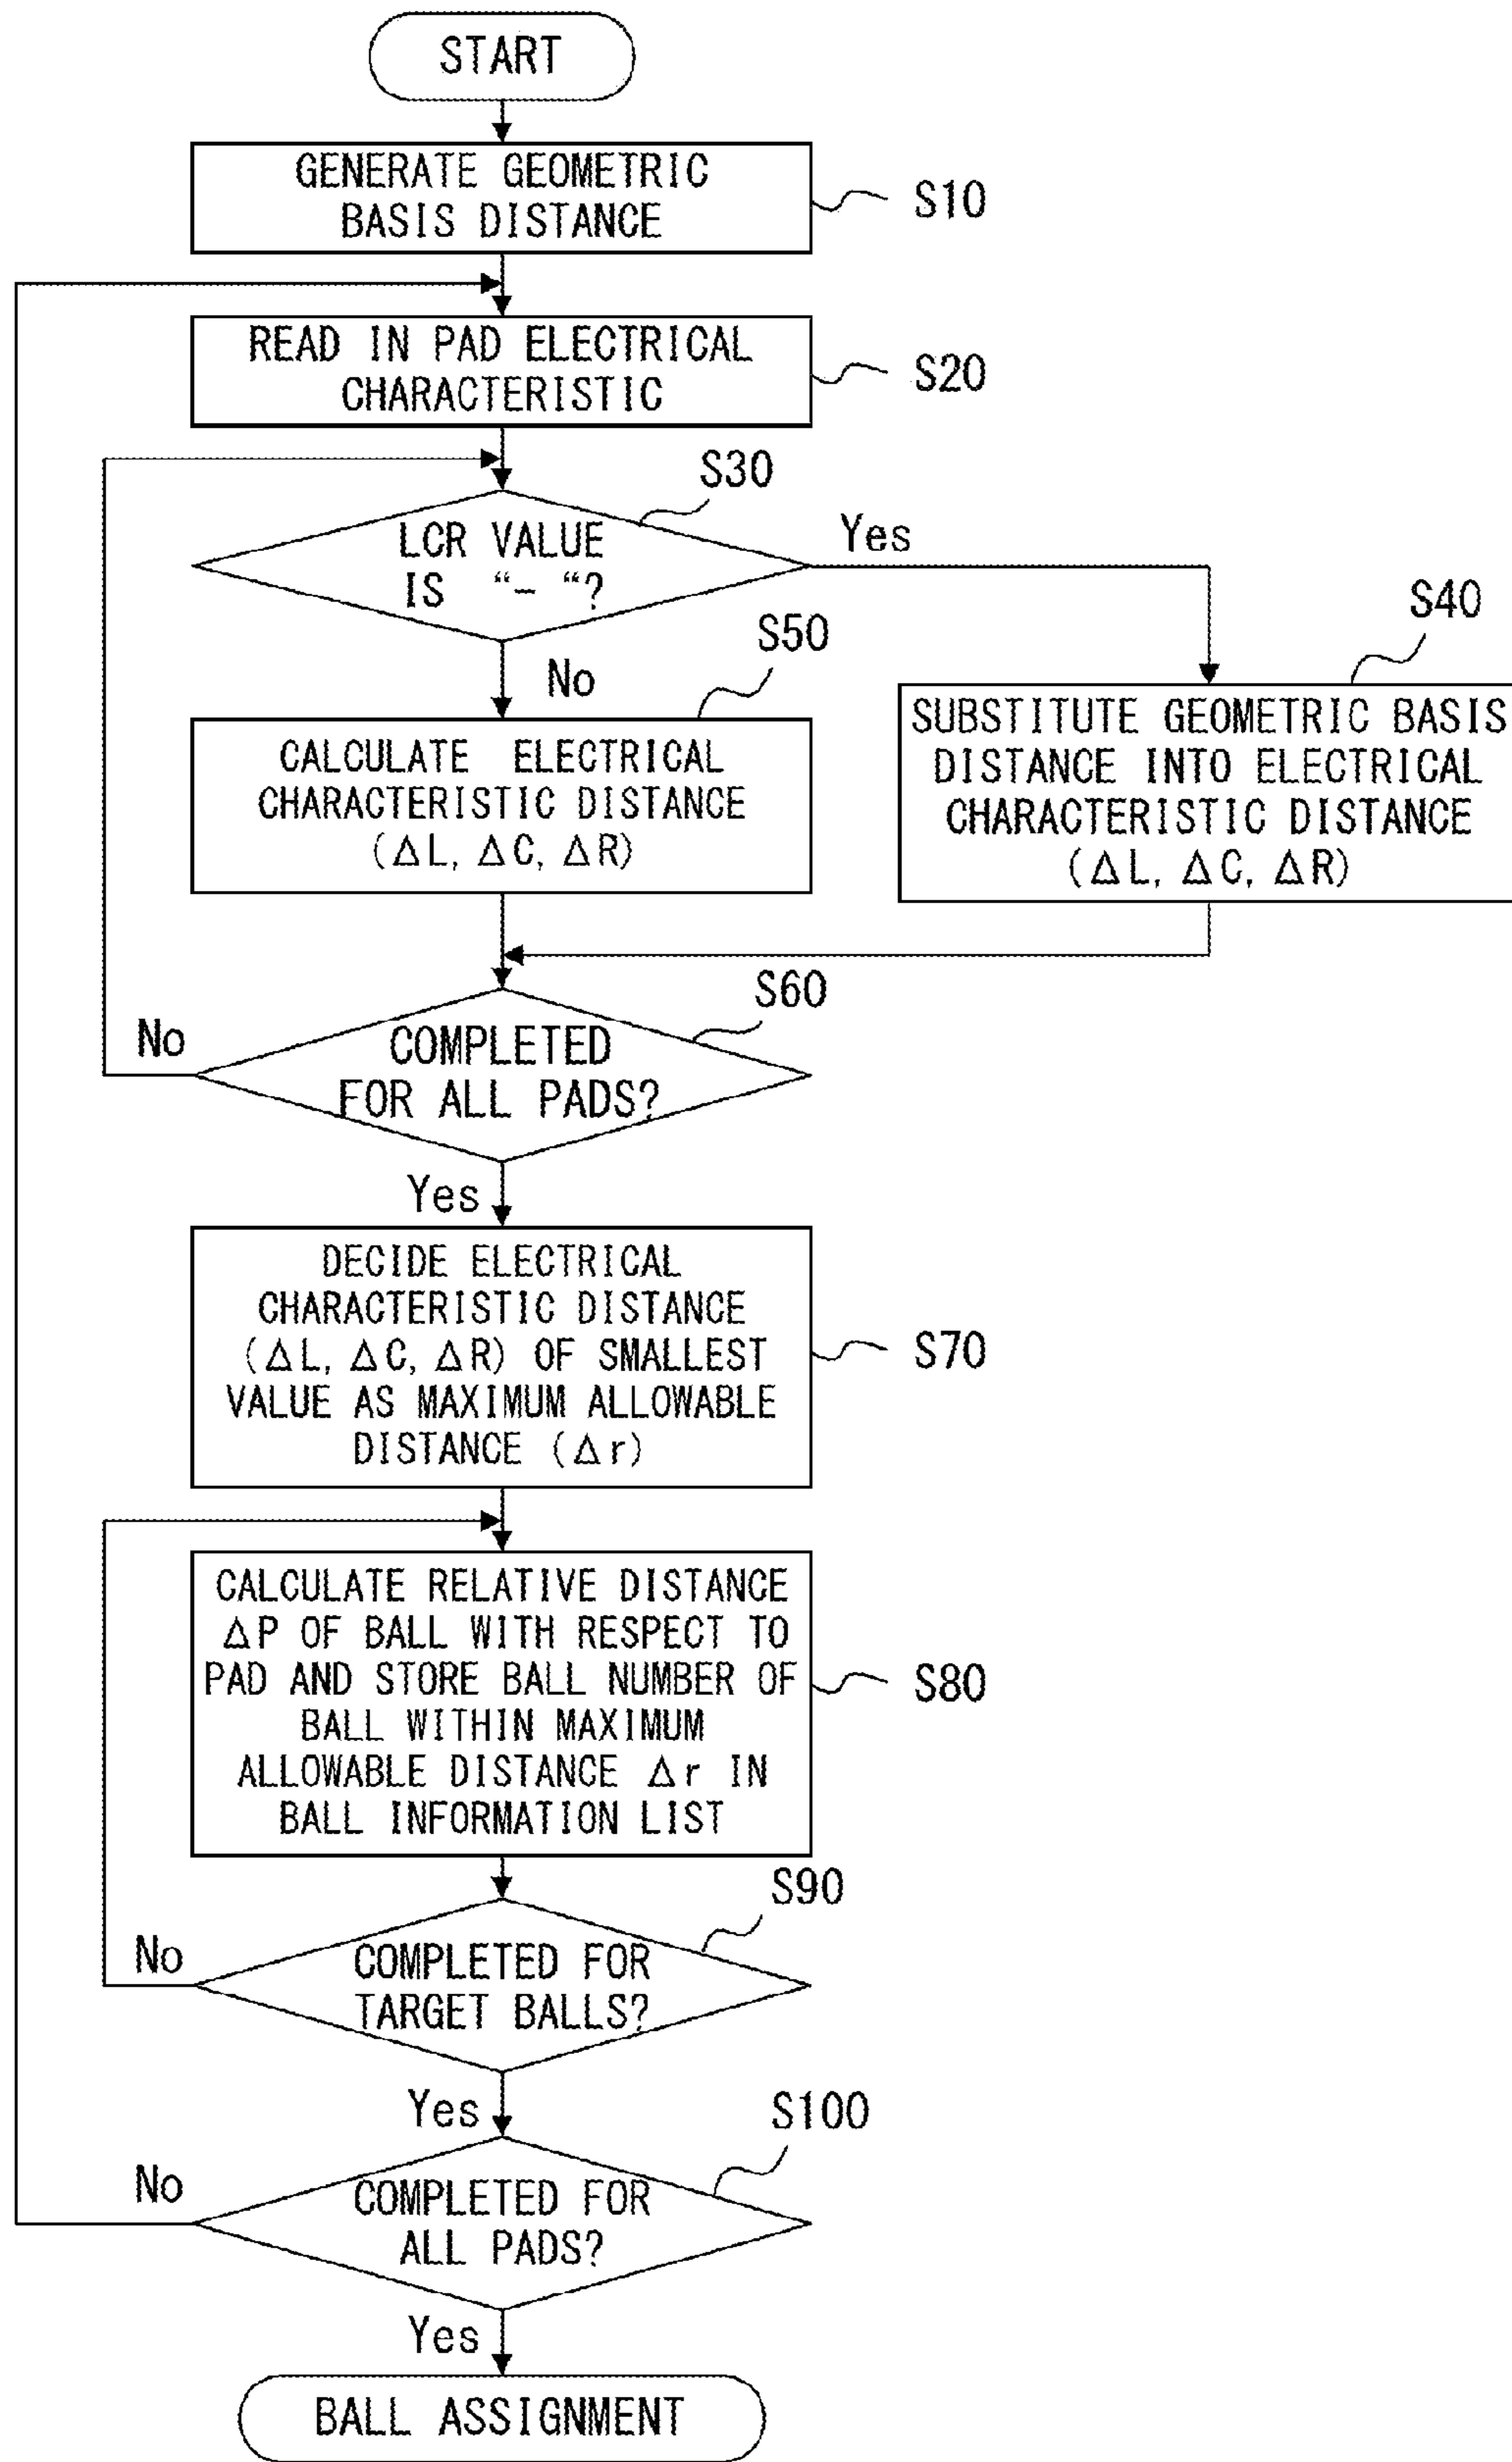 START
GENERATE GEOMETRIC
BASIS DISTANCE
S10
READ IN PAD ELECTRICAL
CHARACTERISTIC
S20
S30
LCR VALUE
IS “- “?
Yes
No
S40
SUBSTITUTE GEOMETRIC BASIS
DISTANCE INTO ELECTRICAL
CHARACTERISTIC DISTANCE
(ΔL, ΔC, ΔR)
S50
CALCULATE ELECTRICAL
CHARACTERISTIC DISTANCE
(ΔL, ΔC, ΔR)
S60
COMPLETED
FOR ALL PADS?
No
Yes
DECIDE ELECTRICAL
CHARACTERISTIC DISTANCE
(ΔL, ΔC, ΔR) OF SMALLEST
VALUE AS MAXIMUM ALLOWABLE
DISTANCE (Δr)
S70
CALCULATE RELATIVE DISTANCE
ΔP OF BALL WITH RESPECT TO
PAD AND STORE BALL NUMBER OF
BALL WITHIN MAXIMUM
ALLOWABLE DISTANCE Δr IN
BALL INFORMATION LIST
S80
S90
COMPLETED FOR
TARGET BALLS?
No
Yes
S100
COMPLETED FOR
ALL PADS?
No
Yes
BALL ASSIGNMENT